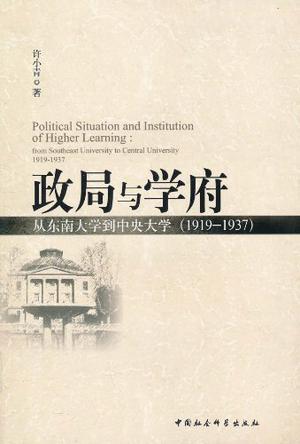 许小青 著
Political Situation and Institution
of Higher Learning :
from Southeast University to Central University
1919-1937
政局与学府
从东南大学到中央大学（1919-1937）
中国社会科学出版社